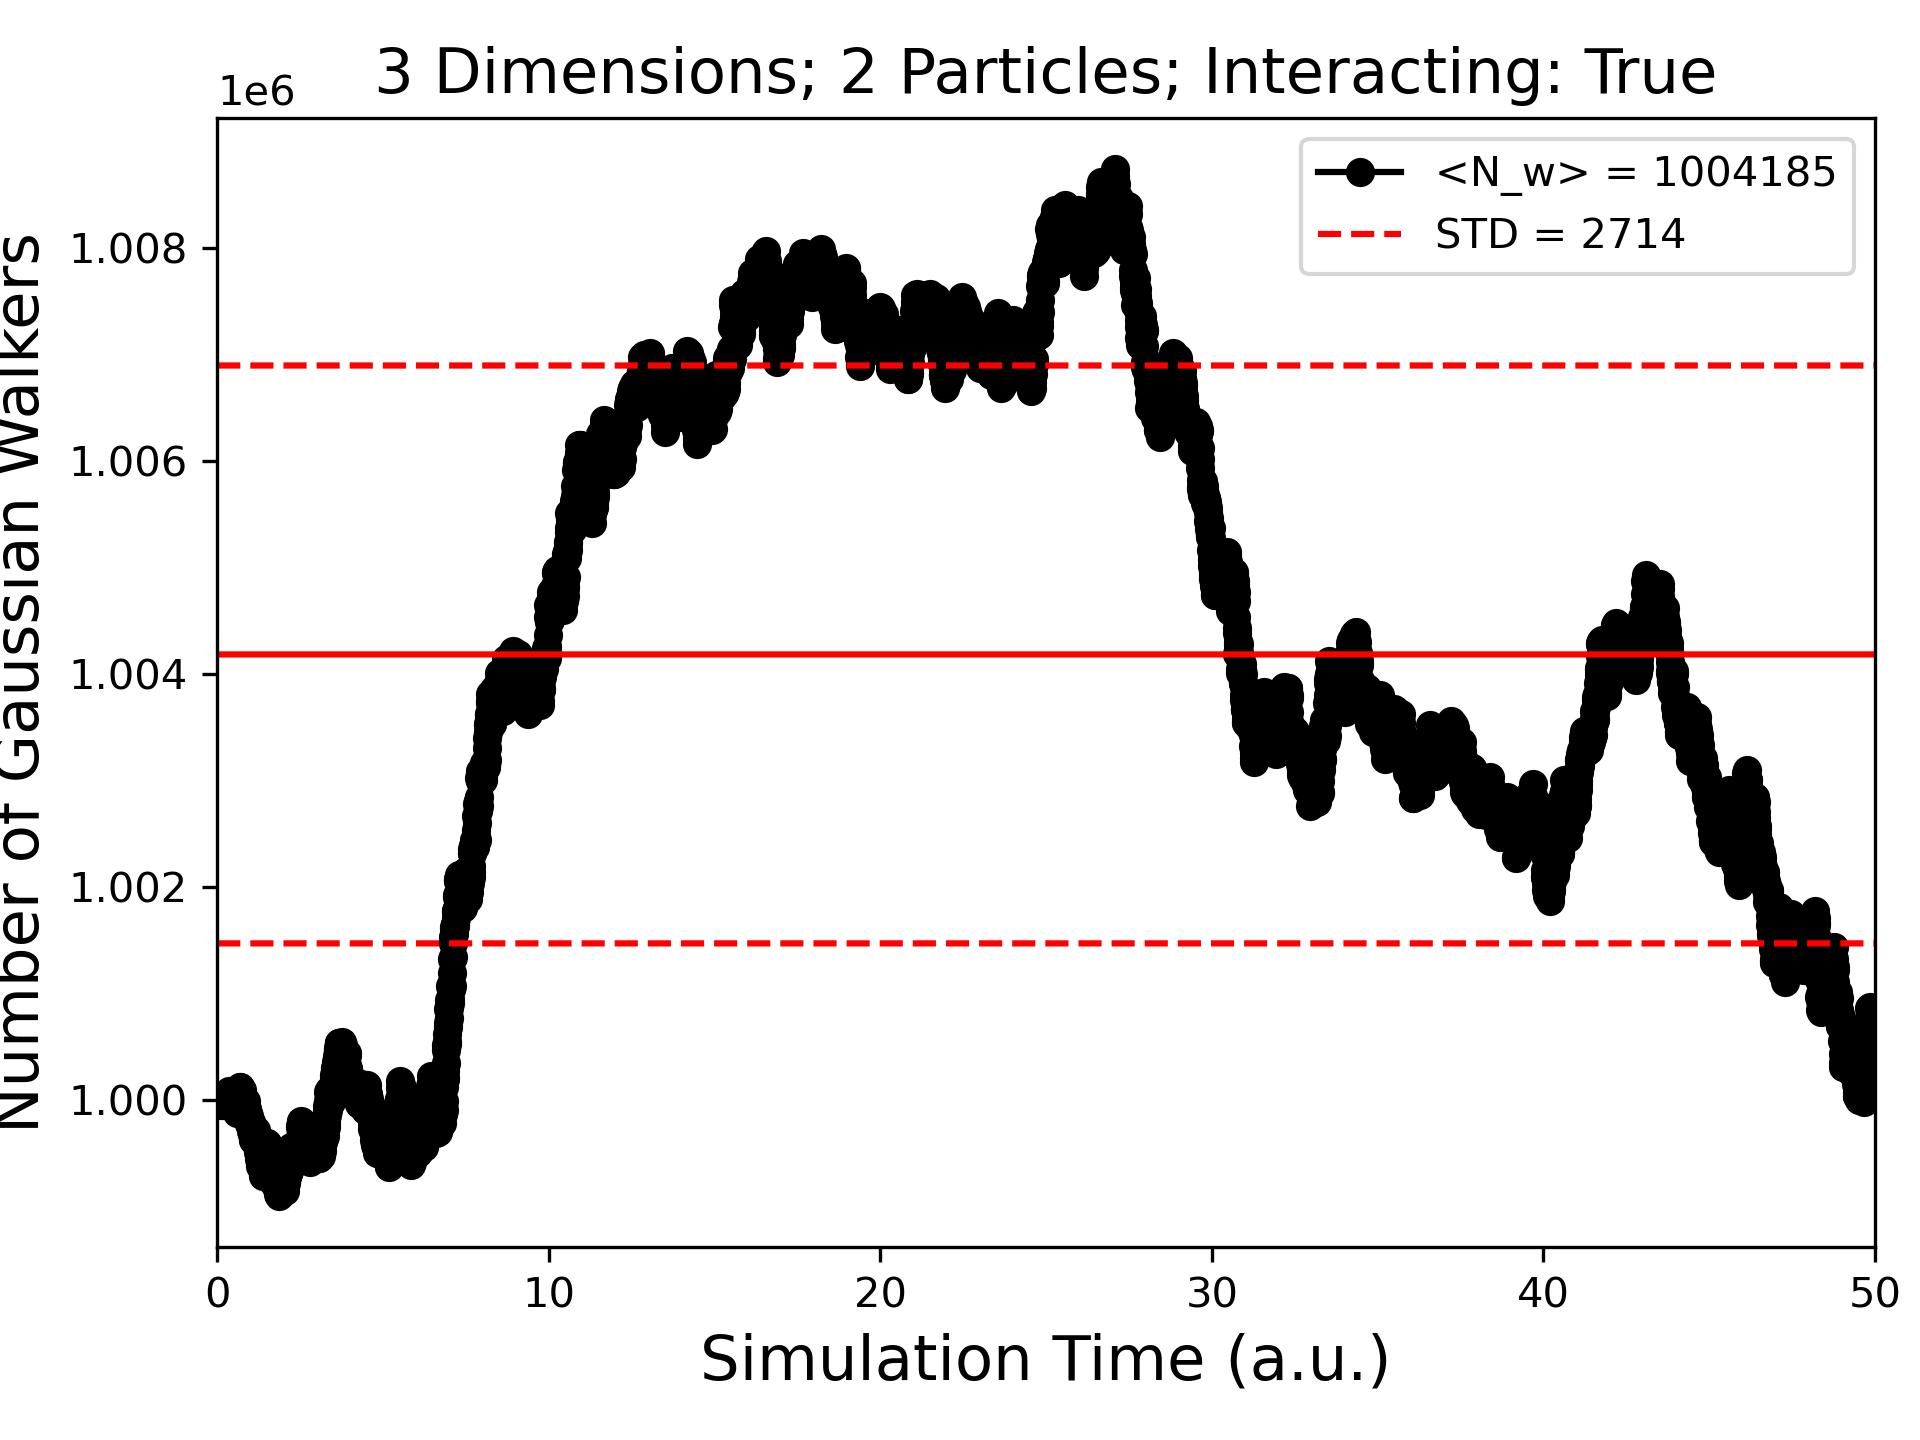 3 Dimensions; 2 Particles; Interacting: True
1e6
<N_w> = 1004185
STD = 2714
Number of Gaussian Walkers
1.008
1.006
1.004
1.002
1.000
0 10 20 30 40 50
Simulation Time (a.u.)